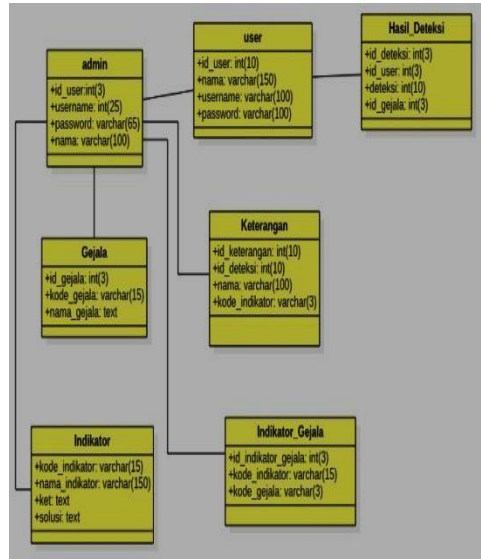 admin
+id_user:int(3)
+username: int(25)
+password: varchar(65)
+nama: varchar(100)
user
+id_user: int(10)
+nama: varchar(150)
+username: varchar(100)
+password: varchar(100)
Hasil_Deteksi
+id_deteksi: int(3)
+id_user: int(3)
+deteksi: int(10)
+id_gejala: int(3)
Gejala
+id_gejala: int(3)
+kode_gejala: varchar(15)
+nama_gejala: text
Keterangan
+id_keterangan: int(10)
+id_deteksi: int(10)
+nama: varchar(100)
+kode_indikator: varchar(3)
Indikator
+kode_indikator: varchar(15)
+nama_indikator: varchar(150)
+ket: text
+solusi: text
Indikator_Gejala
+id_indikator_gejala: int(3)
+kode_indikator: varchar(15)
+kode_gejala: varchar(3)